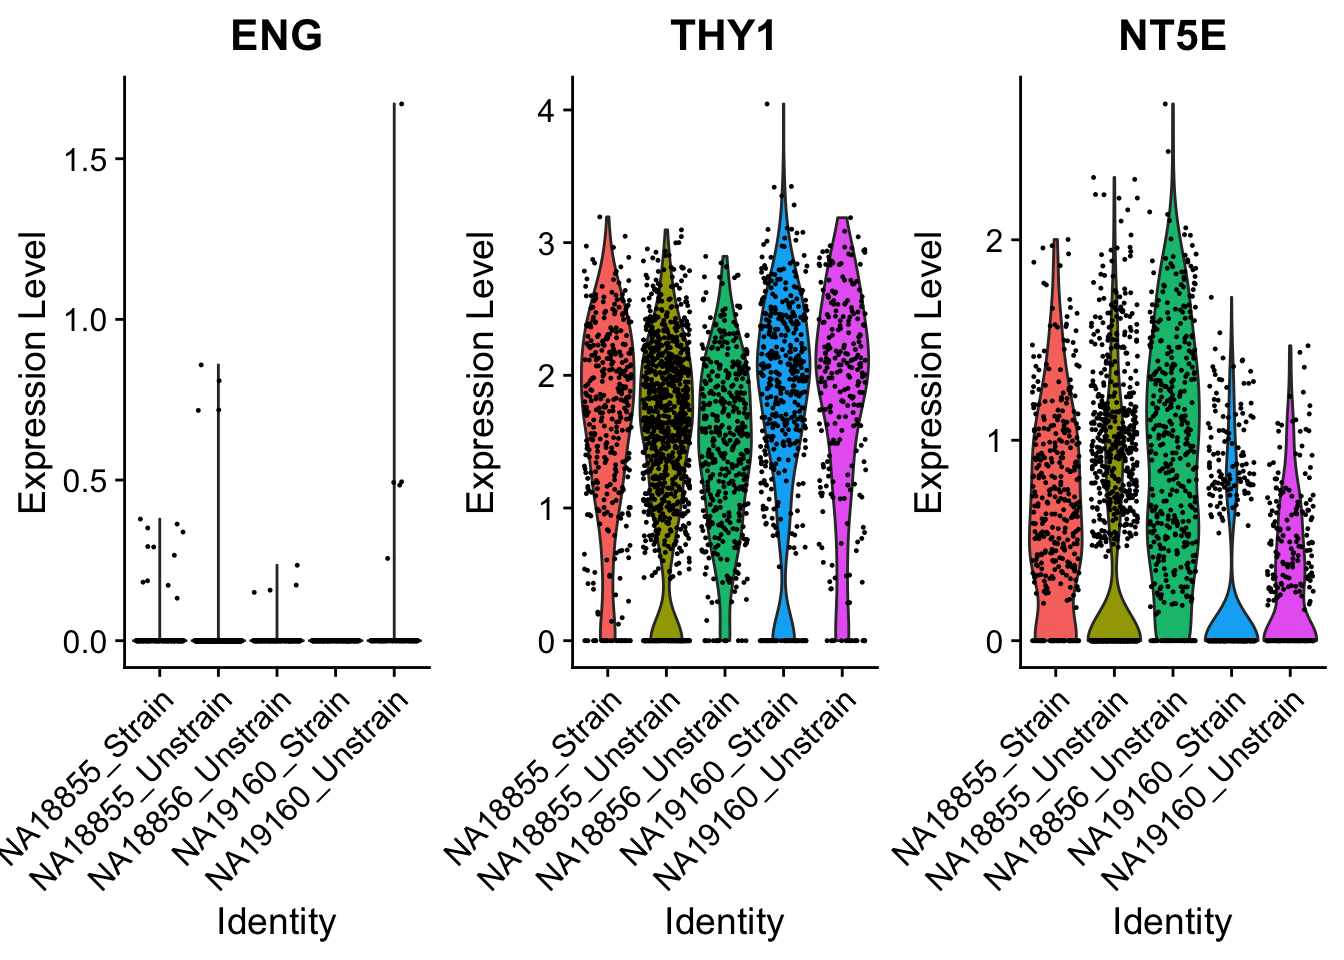 ENG
THY1
NT5E
Expression Level
1.5
1.0
0.5
0.0
NA18855_Strain
NA18855_Unstrain
NA18856_Unstrain
NA19160_Strain
NA19160_Unstrain
Identity
Expression Level
4
3
2
1
0
NA18855_Strain
NA18855_Unstrain
NA18856_Unstrain
NA19160_Strain
NA19160_Unstrain
Identity
Expression Level
2
1
0
NA18855_Strain
NA18855_Unstrain
NA18856_Unstrain
NA19160_Strain
NA19160_Unstrain
Identity